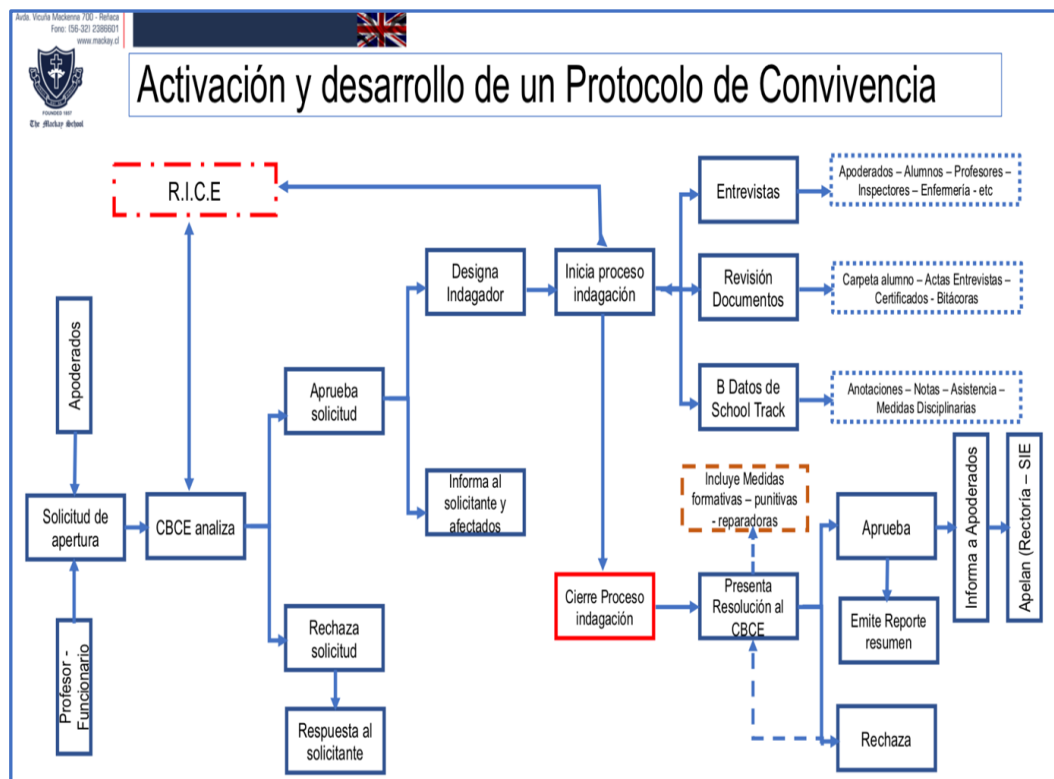 Avda. Vicuña Mackenna 700 - Reñaca
Fono: (56-32) 2386601
www.mackay.cl
FOUNDED 1857
The Mackay School
Activación y desarrollo de un Protocolo de Convivencia
R.I.C.E
Apoderados
Solicitud de
apertura
Profesor -
Funcionario
CBCE analiza
Aprueba
solicitud
Rechaza
solicitud
Respuesta al
solicitante
Designa
Indagador
Informa al
solicitante y
afectados
Inicia proceso
indagación
Entrevistas
Apoderados – Alumnos – Profesores –
Inspectores – Enfermería - etc
Revisión
Documentos
Carpeta alumno – Actas Entrevistas –
Certificados - Bitácoras
B Datos de
School Track
Anotaciones – Notas – Asistencia –
Medidas Disciplinarias
Cierre Proceso
indagación
Incluye Medidas
formativas – punitivas
- reparadoras
Presenta
Resolución al
CBCE
Aprueba
Emite Reporte
resumen
Rechaza
Informa a Apoderados
Apelan (Rectoría – SIE